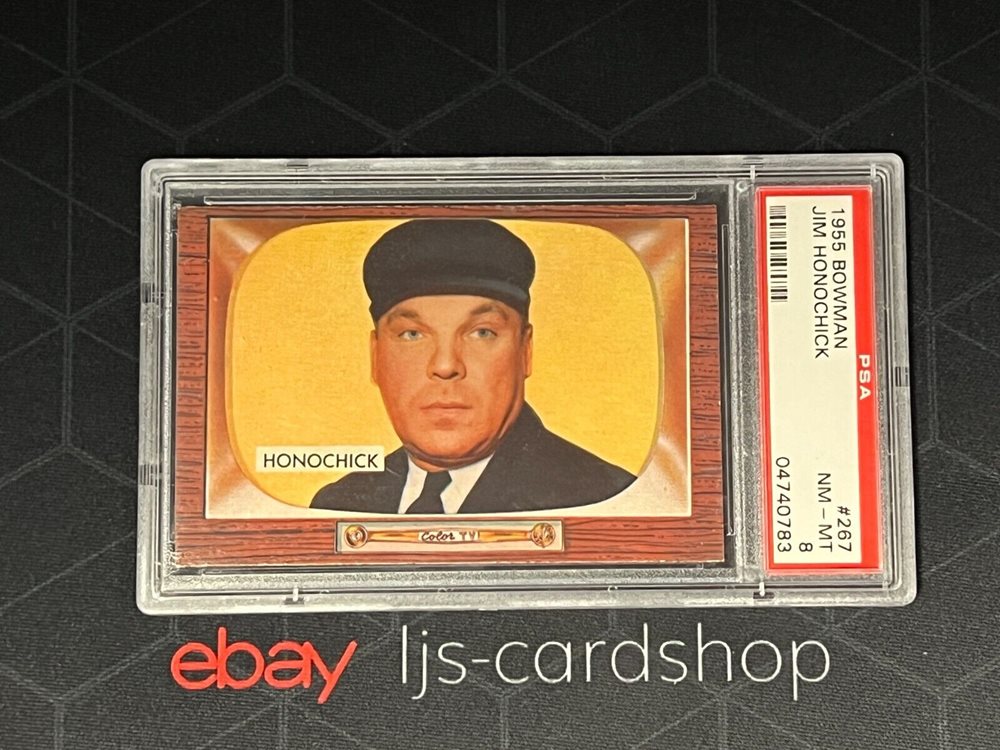 HONOCHICK
Color TV
1955 BOWMAN
JIM HONOCHICK
#267
NM - MT
8
04740783
PSA
ebay ljs-cardshop